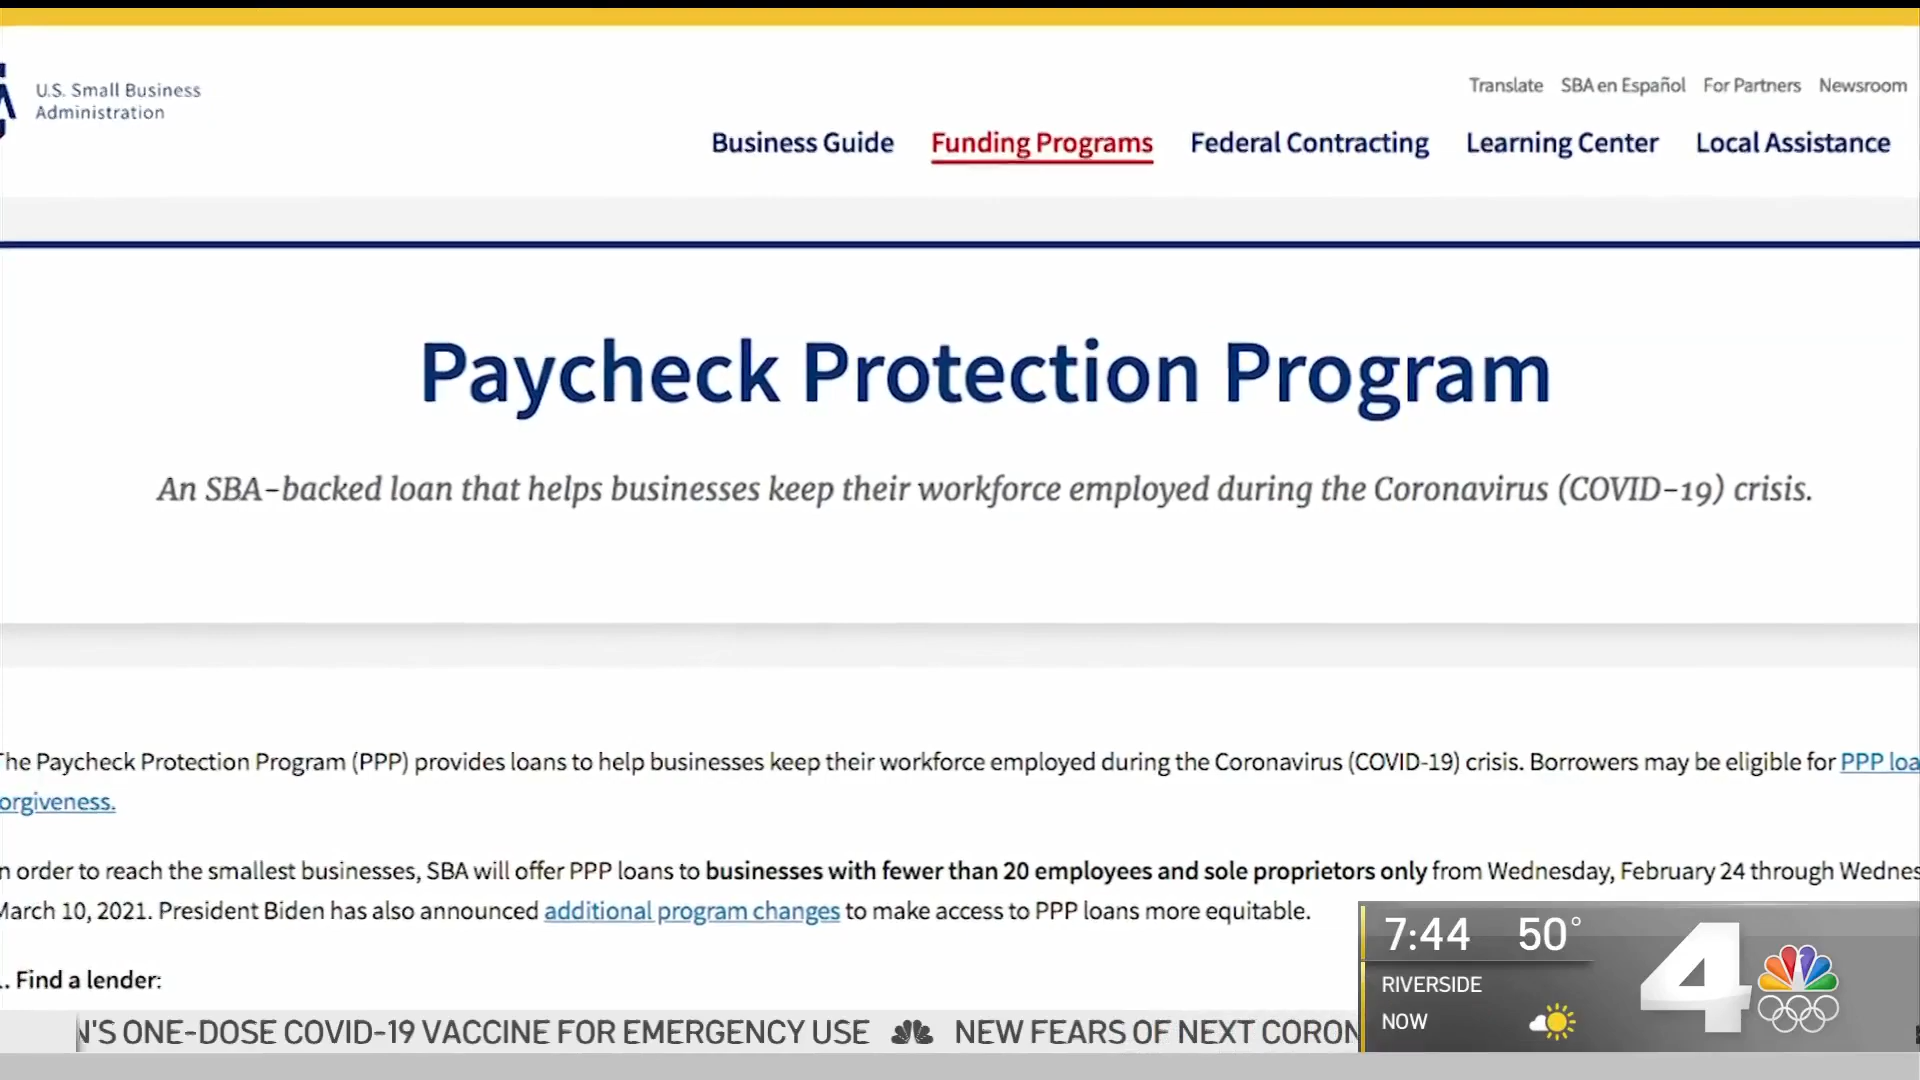 U.S. Small Business
Administration
Translate SBA en Español For Partners Newsroom
Business Guide Funding Programs Federal Contracting Learning Center Local Assistance
Paycheck Protection Program
An SBA-backed loan that helps businesses keep their workforce employed during the Coronavirus (COVID-19) crisis.
The Paycheck Protection Program (PPP) provides loans to help businesses keep their workforce employed during the Coronavirus (COVID-19) crisis. Borrowers may be eligible for PPP loa
orgiveness.
n order to reach the smallest businesses, SBA will offer PPP loans to businesses with fewer than 20 employees and sole proprietors only from Wednesday, February 24 through Wednes
March 10, 2021. President Biden has also announced additional program changes to make access to PPP loans more equitable.
. Find a lender:
7:44 50°
RIVERSIDE
NOW
4
N'S ONE-DOSE COVID-19 VACCINE FOR EMERGENCY USE NEW FEARS OF NEXT CORON